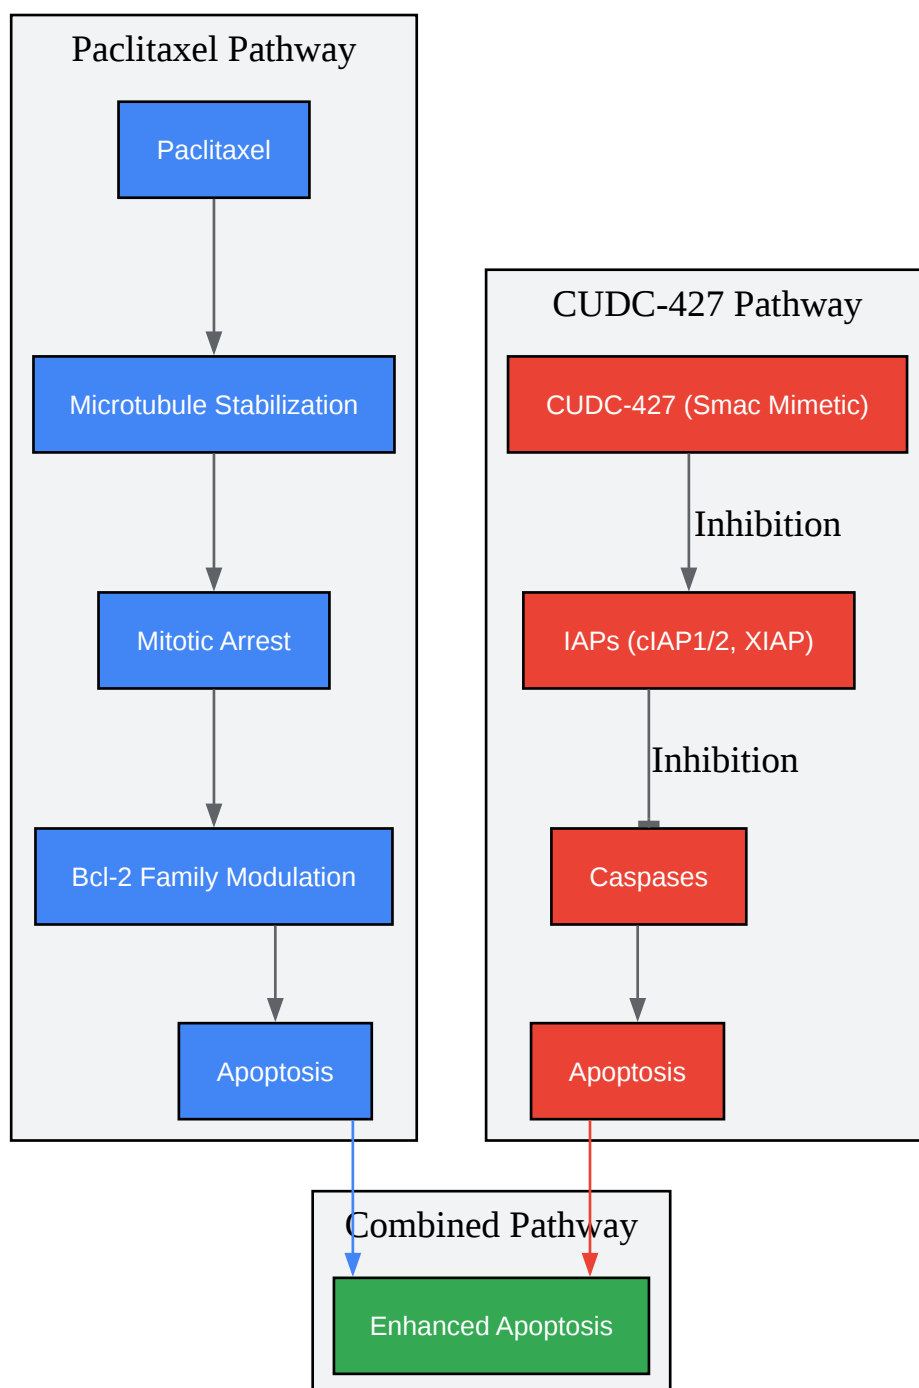 Paclitaxel Pathway
Paclitaxel
Microtubule Stabilization
Mitotic Arrest
Bcl-2 Family Modulation
Apoptosis
CUDC-427 Pathway
CUDC-427 (Smac Mimetic)
Inhibition
IAPs (cIAP1/2, XIAP)
Inhibition
Caspases
Apoptosis
Combined Pathway
Enhanced Apoptosis